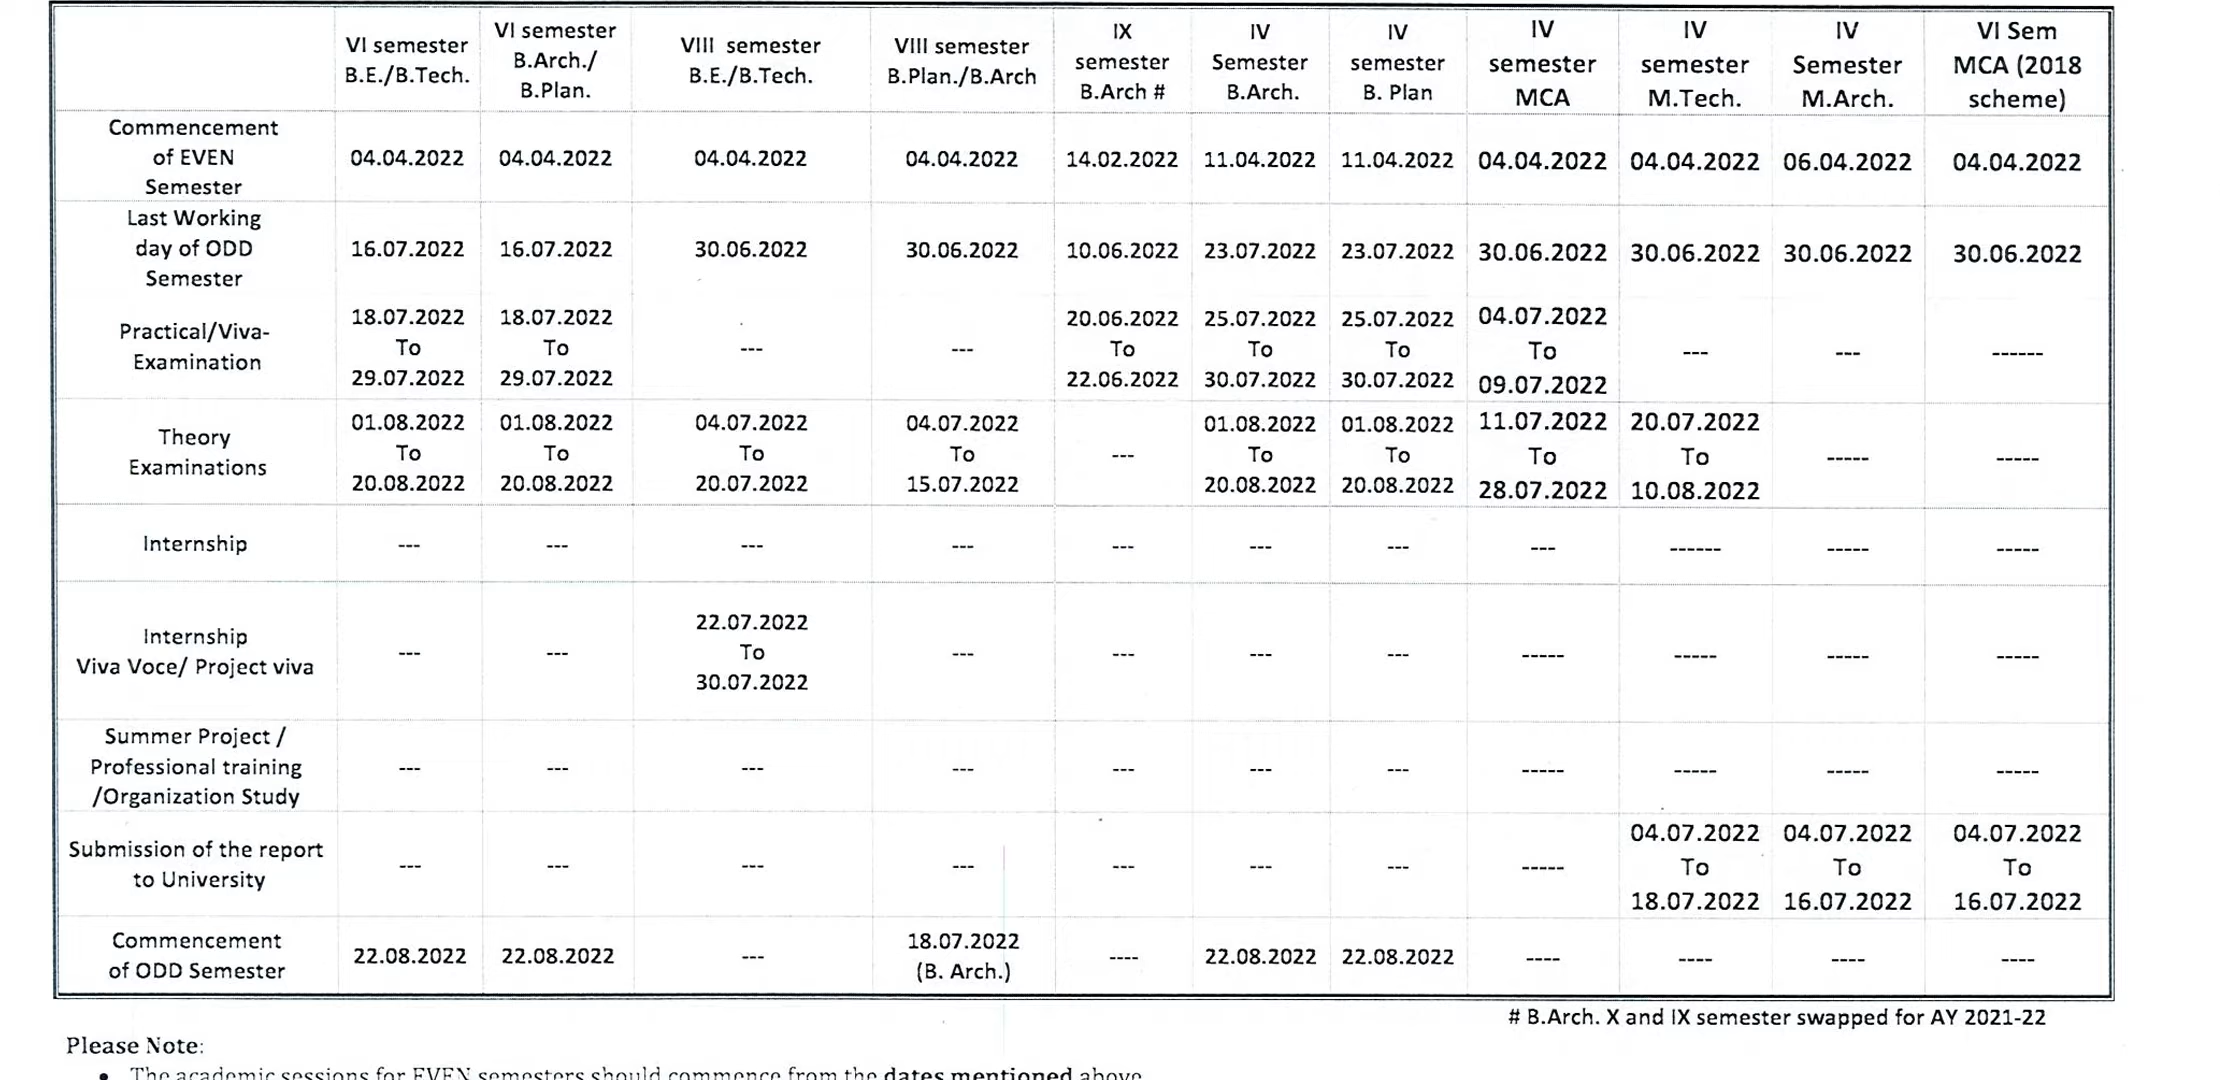 VI semester B.E./B.Tech.
VI semester B.Arch./ B.Plan.
VIII semester B.E./B.Tech.
VIII semester B.Plan./B.Arch
IX semester B.Arch #
IV Semester B.Arch.
IV semester B. Plan
IV semester MCA
IV semester M.Tech.
IV Semester M.Arch.
VI Sem MCA (2018 scheme)
Commencement of EVEN Semester 04.04.2022 04.04.2022 04.04.2022 04.04.2022 14.02.2022 11.04.2022 11.04.2022 04.04.2022 04.04.2022 06.04.2022 04.04.2022
Last Working day of ODD Semester 16.07.2022 16.07.2022 30.06.2022 30.06.2022 10.06.2022 23.07.2022 23.07.2022 30.06.2022 30.06.2022 30.06.2022 30.06.2022
Practical/Viva- Examination 18.07.2022 To 29.07.2022 18.07.2022 To 29.07.2022 --- --- 20.06.2022 To 22.06.2022 25.07.2022 To 30.07.2022 25.07.2022 To 30.07.2022 04.07.2022 To 09.07.2022 --- --- ------
Theory Examinations 01.08.2022 To 20.08.2022 01.08.2022 To 20.08.2022 04.07.2022 To 20.07.2022 04.07.2022 To 15.07.2022 --- 01.08.2022 To 20.08.2022 01.08.2022 To 20.08.2022 11.07.2022 To 28.07.2022 20.07.2022 To 10.08.2022 ----- -----
Internship --- --- --- --- --- --- --- --- ------ ----- -----
Internship Viva Voce/ Project viva --- --- 22.07.2022 To 30.07.2022 --- --- --- --- ----- ----- ----- -----
Summer Project / Professional training /Organization Study --- --- --- --- --- --- --- ----- ----- ----- -----
Submission of the report to University --- --- --- --- --- --- --- ----- 04.07.2022 To 18.07.2022 04.07.2022 To 16.07.2022 04.07.2022 To 16.07.2022
Commencement of ODD Semester 22.08.2022 22.08.2022 --- 18.07.2022 (B. Arch.) ---- 22.08.2022 22.08.2022 ---- ---- ---- ----
# B.Arch. X and IX semester swapped for AY 2021-22
Please Note:
• The academic sessions for EVEN semesters should commence from the dates mentioned above